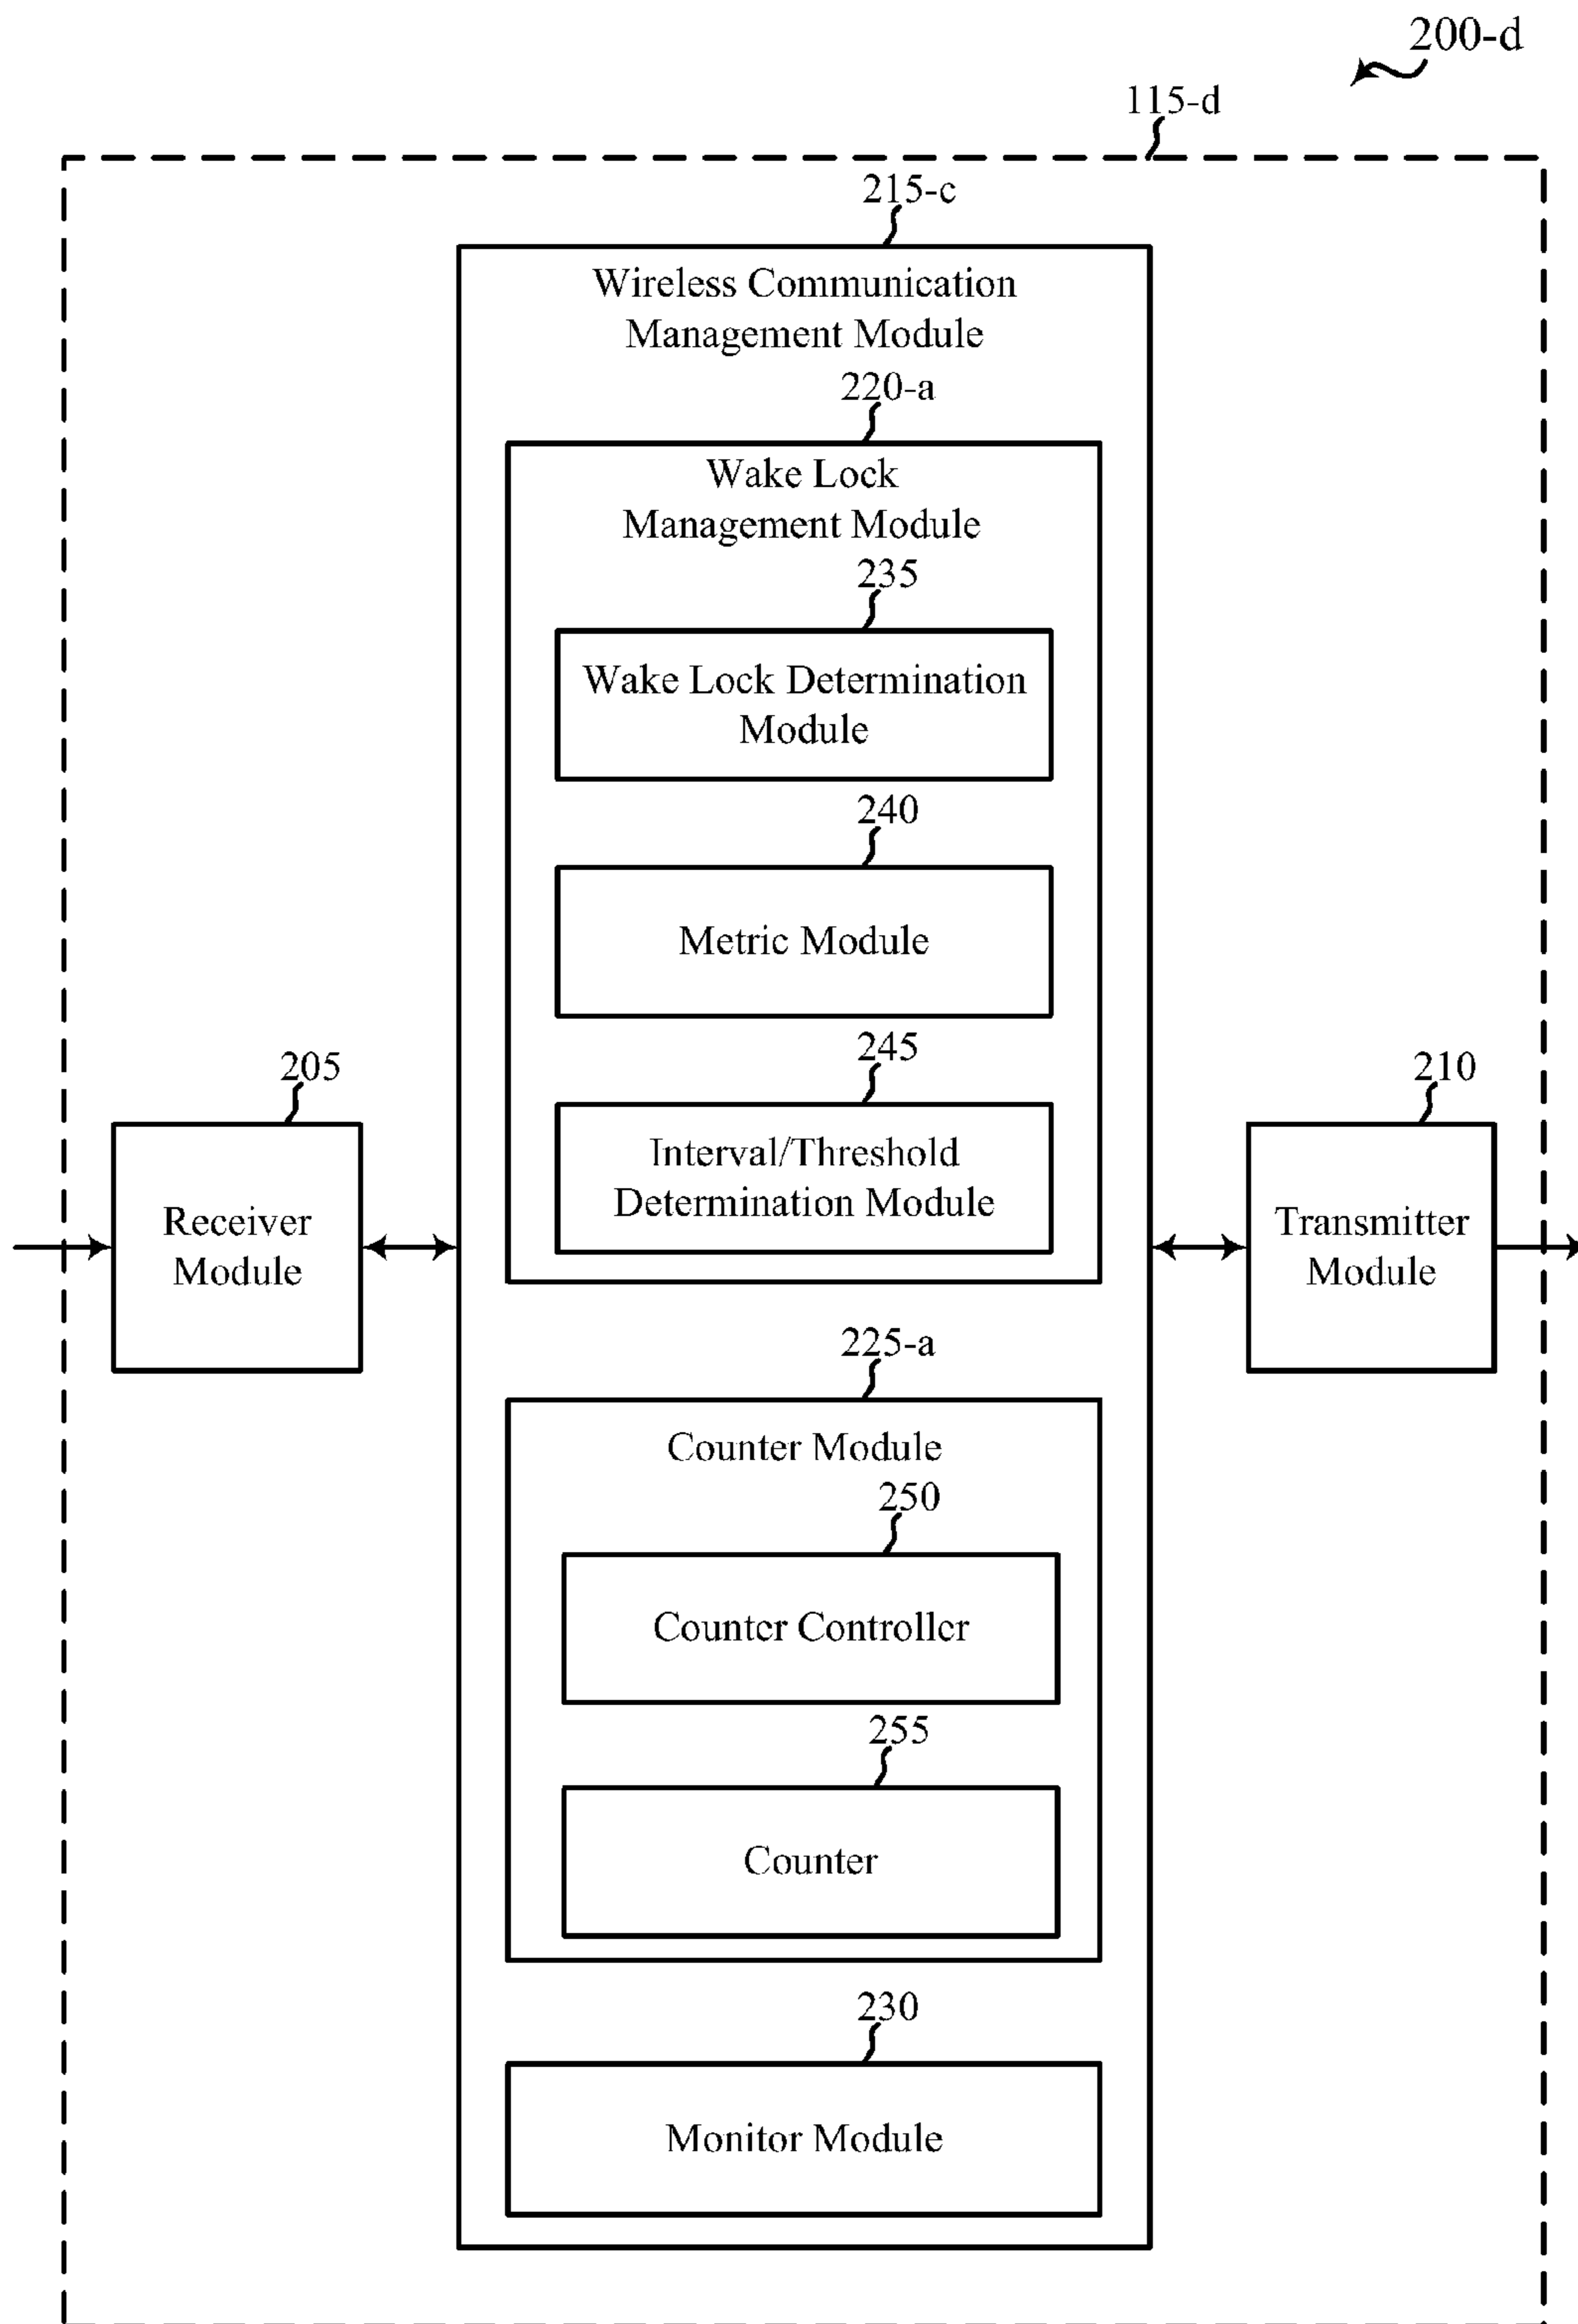 200-d
115-d
215-c
Wireless Communication
Management Module
220-a
Wake Lock
Management Module
235
Wake Lock Determination
Module
240
Metric Module
245
Interval/Threshold
Determination Module
205
Receiver
Module
210
Transmitter
Module
225-a
Counter Module
250
Counter Controller
255
Counter
230
Monitor Module